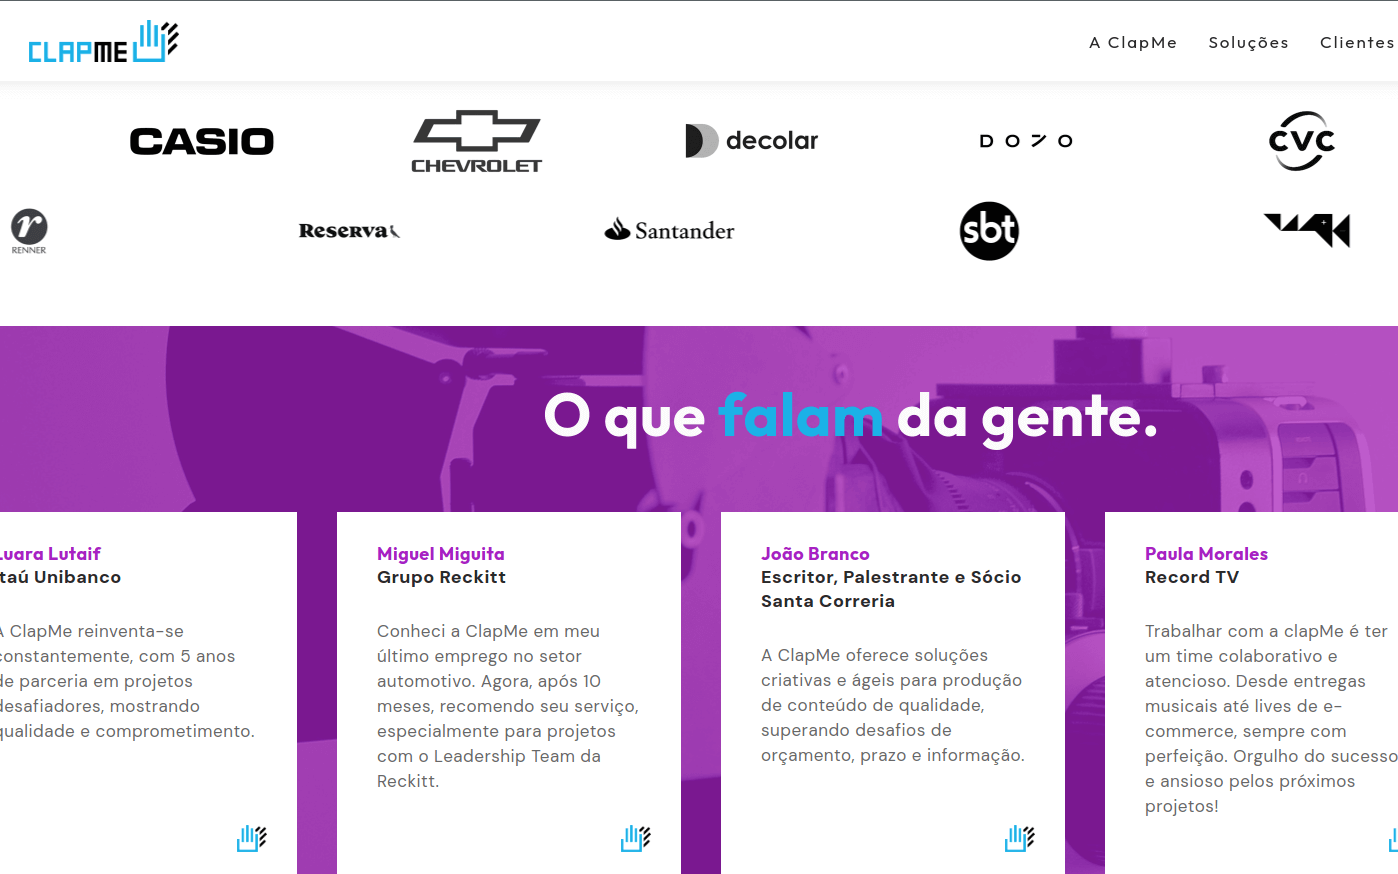 CLAPME
A ClapMe Soluções Clientes
CASIO CHEVROLET decolar DOZO CVC
r RENNER Reserva Santander sbt
O que falam da gente.
Luara Lutaif
Itaú Unibanco
A ClapMe reinventa-se
constantemente, com 5 anos
de parceria em projetos
desafiadores, mostrando
qualidade e comprometimento.
Miguel Miguita
Grupo Reckitt
Conheci a ClapMe em meu
último emprego no setor
automotivo. Agora, após 10
meses, recomendo seu serviço,
especialmente para projetos
com o Leadership Team da
Reckitt.
João Branco
Escritor, Palestrante e Sócio
Santa Correria
A ClapMe oferece soluções
criativas e ágeis para produção
de conteúdo de qualidade,
superando desafios de
orçamento, prazo e informação.
Paula Morales
Record TV
Trabalhar com a clapMe é ter
um time colaborativo e
atencioso. Desde entregas
musicais até lives de e-
commerce, sempre com
perfeição. Orgulho do sucesso
e ansioso pelos próximos
projetos!